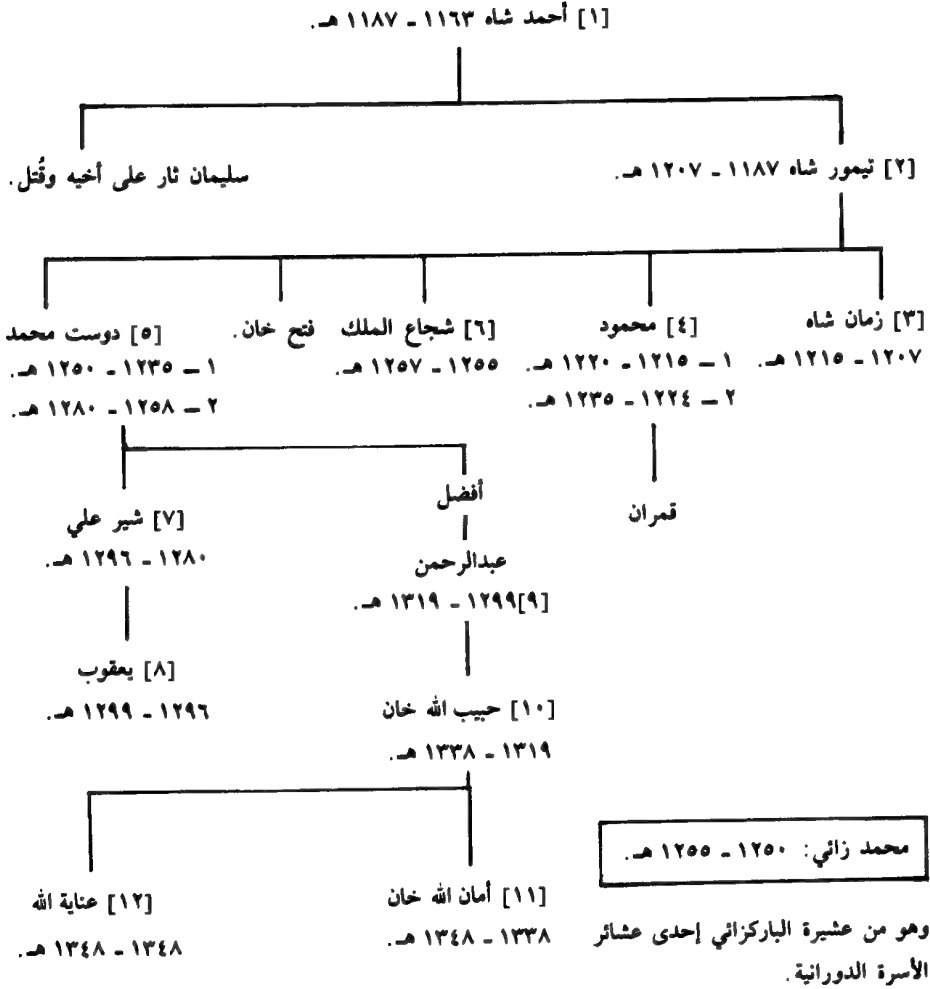 [١] أحمد شاه ١١٦٣ ـ ١١٨٧ هـ.
[٢] تيمور شاه ١١٨٧ ـ ١٢٠٧ هـ.
سليمان ثار على أخيه وقُتل.
[٣] زمان شاه
١٢٠٧ ـ ١٢١٥ هـ.
[٤] محمود
١ ــ ١٢١٥ ـ ١٢٢٠ هـ.
٢ ــ ١٢٢٤ ـ ١٢٣٥ هـ.
[٦] شجاع الملك
١٢٥٥ ـ ١٢٥٧ هـ.
فتح خان.
[٥] دوست محمد
١ ــ ١٢٣٥ ـ ١٢٥٠ هـ.
٢ ــ ١٢٥٨ ـ ١٢٨٠ هـ.
قمران
أفضل
[٧] شير علي
١٢٨٠ ـ ١٢٩٦ هـ.
عبدالرحمن
[٩]١٢٩٩ ـ ١٣١٩ هـ.
[٨] يعقوب
١٢٩٦ ـ ١٢٩٩ هـ.
[١٠] حبيب الله خان
١٣١٩ ـ ١٣٣٨ هـ.
[١١] أمان الله خان
١٣٣٨ ـ ١٣٤٨ هـ.
[١٢] عناية الله
١٣٤٨ ـ ١٣٤٨ هـ.
محمد زائي: ١٢٥٠ ـ ١٢٥٥ هـ.
وهو من عشيرة الباركزائي إحدى عشائر
الأسرة الدورانية.